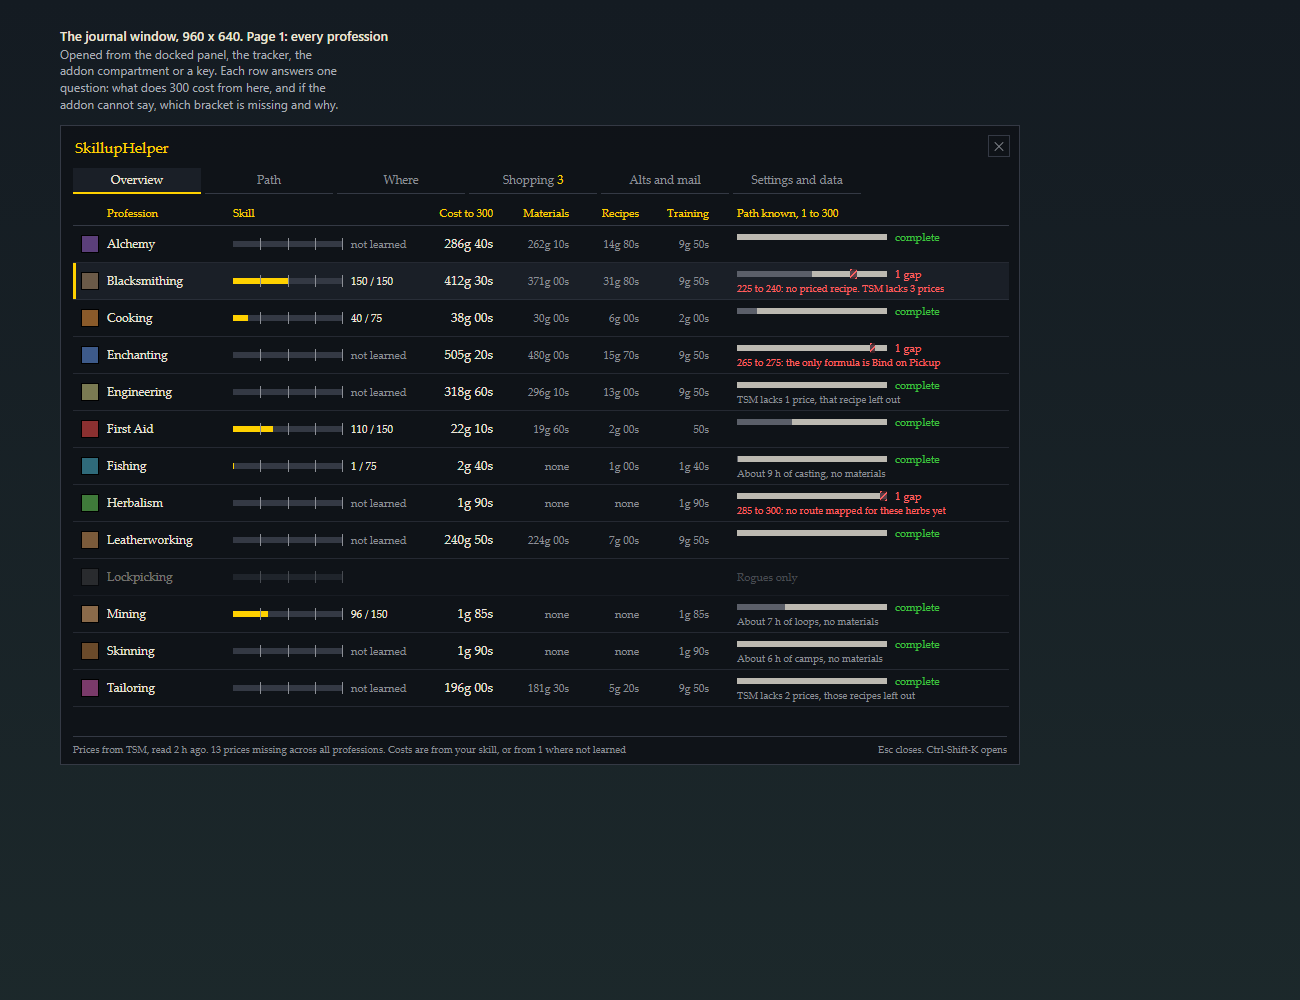 The journal window, 960 x 640. Page 1: every profession
Opened from the docked panel, the tracker, the
addon compartment or a key. Each row answers one
question: what does 300 cost from here, and if the
addon cannot say, which bracket is missing and why.
SkillupHelper
Overview Path Where Shopping 3 Alts and mail Settings and data
Profession Skill Cost to 300 Materials Recipes Training Path known, 1 to 300
Alchemy not learned 286g 40s 262g 10s 14g 80s 9g 50s complete
Blacksmithing 150 / 150 412g 30s 371g 00s 31g 80s 9g 50s 1 gap
225 to 240: no priced recipe. TSM lacks 3 prices
Cooking 40 / 75 38g 00s 30g 00s 6g 00s 2g 00s complete
Enchanting not learned 505g 20s 480g 00s 15g 70s 9g 50s 1 gap
265 to 275: the only formula is Bind on Pickup
Engineering not learned 318g 60s 296g 10s 13g 00s 9g 50s complete
TSM lacks 1 price, that recipe left out
First Aid 110 / 150 22g 10s 19g 60s 2g 00s 50s complete
Fishing 1 / 75 2g 40s none 1g 00s 1g 40s complete
About 9 h of casting, no materials
Herbalism not learned 1g 90s none none 1g 90s 1 gap
285 to 300: no route mapped for these herbs yet
Leatherworking not learned 240g 50s 224g 00s 7g 00s 9g 50s complete
Lockpicking Rogues only
Mining 96 / 150 1g 85s none none 1g 85s complete
About 7 h of loops, no materials
Skinning not learned 1g 90s none none 1g 90s complete
About 6 h of camps, no materials
Tailoring not learned 196g 00s 181g 30s 5g 20s 9g 50s complete
TSM lacks 2 prices, those recipes left out
Prices from TSM, read 2 h ago. 13 prices missing across all professions. Costs are from your skill, or from 1 where not learned Esc closes. Ctrl-Shift-K opens